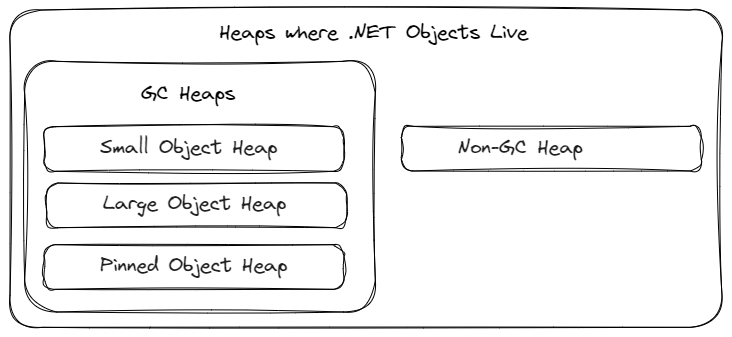 Heaps where .NET Objects Live
GC Heaps
Small Object Heap
Non-GC Heap
Large Object Heap
Pinned Object Heap